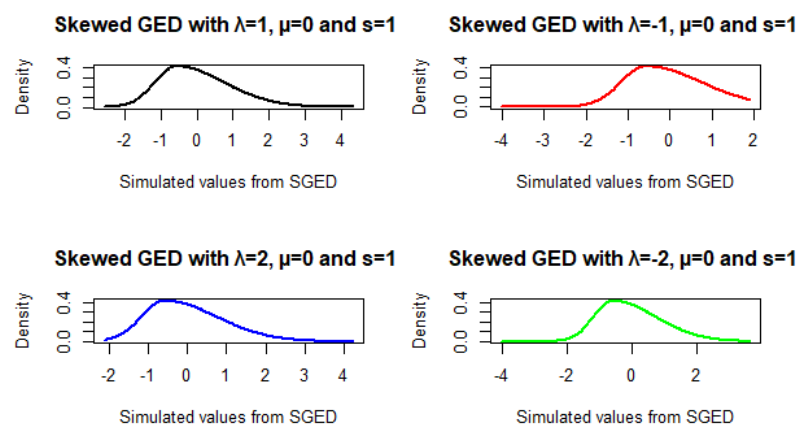 Skewed GED with λ=1, μ=0 and s=1
Density
0.0 0.4
-2 -1 0 1 2 3 4
Simulated values from SGED
Skewed GED with λ=-1, μ=0 and s=1
Density
0.0 0.4
-4 -3 -2 -1 0 1 2
Simulated values from SGED
Skewed GED with λ=2, μ=0 and s=1
Density
0.0 0.4
-2 -1 0 1 2 3 4
Simulated values from SGED
Skewed GED with λ=-2, μ=0 and s=1
Density
0.0 0.4
-4 -2 0 2
Simulated values from SGED